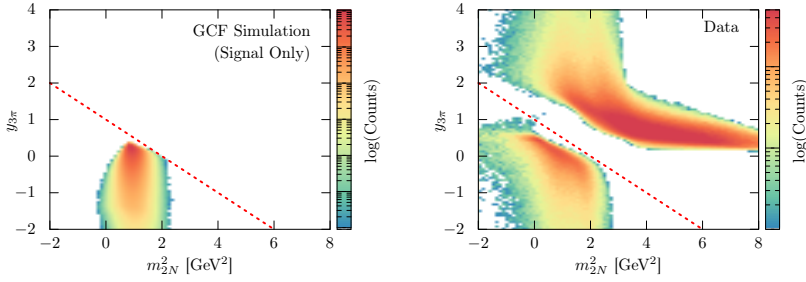 GCF Simulation
(Signal Only)
4
3
2
1
0
−1
−2
y₃π
−2 0 2 4 6 8
m²₂N [GeV²]
log(Counts)
Data
4
3
2
1
0
−1
−2
y₃π
−2 0 2 4 6 8
m²₂N [GeV²]
log(Counts)